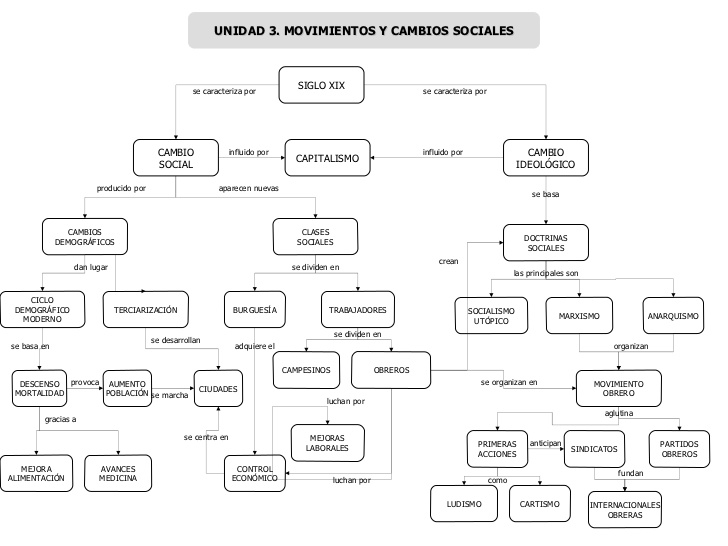 UNIDAD 3. MOVIMIENTOS Y CAMBIOS SOCIALES
SIGLO XIX
se caracteriza por
se caracteriza por
CAMBIO
SOCIAL
influido por
CAPITALISMO
influido por
CAMBIO
IDEOLÓGICO
producido por
aparecen nuevas
se basa
CAMBIOS
DEMOGRÁFICOS
CLASES
SOCIALES
DOCTRINAS
SOCIALES
dan lugar
se dividen en
crean
las principales son
CICLO
DEMOGRÁFICO
MODERNO
TERCIARIZACIÓN
BURGUESÍA
TRABAJADORES
SOCIALISMO
UTÓPICO
MARXISMO
ANARQUISMO
se basa en
se desarrollan
adquiere el
se dividen en
organizan
DESCENSO
MORTALIDAD
provoca
AUMENTO
POBLACIÓN
se marcha
CIUDADES
CAMPESINOS
OBREROS
se organizan en
MOVIMIENTO
OBRERO
gracias a
se centra en
luchan por
aglutina
MEJORAS
LABORALES
PRIMERAS
ACCIONES
anticipan
SINDICATOS
PARTIDOS
OBREROS
MEJORA
ALIMENTACIÓN
AVANCES
MEDICINA
CONTROL
ECONÓMICO
luchan por
como
fundan
LUDISMO
CARTISMO
INTERNACIONALES
OBRERAS